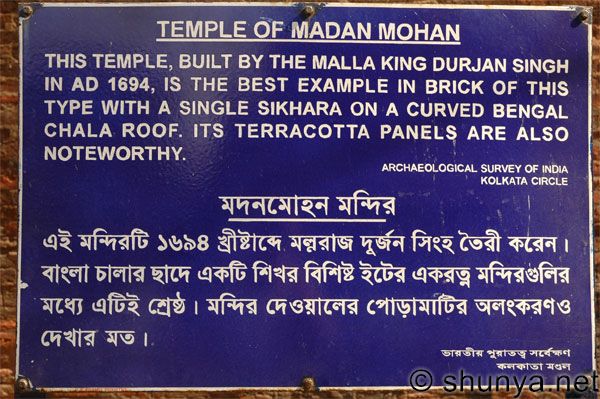 TEMPLE OF MADAN MOHAN
THIS TEMPLE, BUILT BY THE MALLA KING DURJAN SINGH
IN AD 1694, IS THE BEST EXAMPLE IN BRICK OF THIS
TYPE WITH A SINGLE SIKHARA ON A CURVED BENGAL
CHALA ROOF. ITS TERRACOTTA PANELS ARE ALSO
NOTEWORTHY.
ARCHAEOLOGICAL SURVEY OF INDIA
KOLKATA CIRCLE
মদনমোহন মন্দির
এই মন্দিরটি ১৬৯৪ খ্রীষ্টাব্দে মল্লরাজ দূর্জন সিংহ তৈরী করেন।
বাংলা চালার ছাদে একটি শিখর বিশিষ্ট ইটের একরত্ন মন্দিরগুলির
মধ্যে এটিই শ্রেষ্ঠ। মন্দির দেওয়ালের পোড়ামাটির অলংকরণও
দেখার মত।
ভারতীয় পুরাতত্ত্ব সর্বেক্ষণ
কলকাতা মণ্ডল
© shunya.net